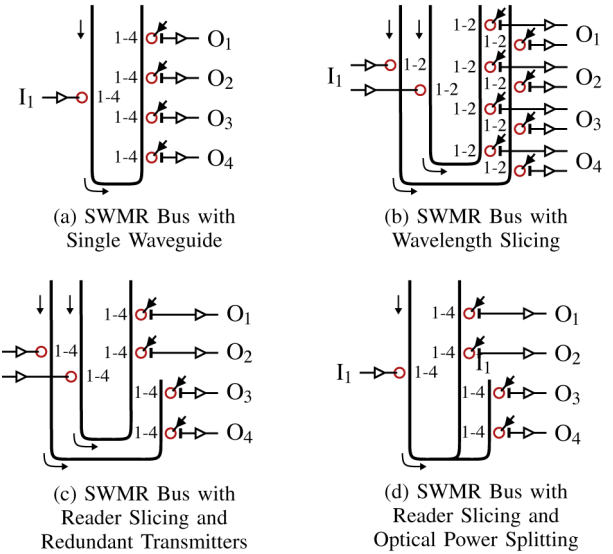 1-4 O1
1-4 O2
I1 1-4
1-4 O3
1-4 O4
(a) SWMR Bus with
Single Waveguide
1-2
1-2 O1
1-2
1-2 1-2 O2
I1
1-2
1-2
1-2 O3
1-2
1-2 O4
(b) SWMR Bus with
Wavelength Slicing
1-4 O1
1-4 1-4 O2
1-4
1-4 O3
1-4 O4
(c) SWMR Bus with
Reader Slicing and
Redundant Transmitters
1-4 O1
1-4 O2
I1
I1 1-4
1-4 O3
1-4 O4
(d) SWMR Bus with
Reader Slicing and
Optical Power Splitting